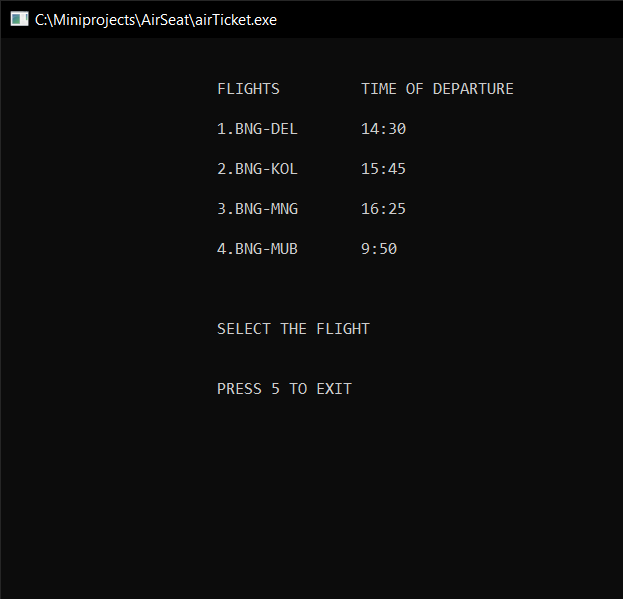 C:\Miniprojects\AirSeat\airTicket.exe
FLIGHTS TIME OF DEPARTURE
1.BNG-DEL 14:30
2.BNG-KOL 15:45
3.BNG-MNG 16:25
4.BNG-MUB 9:50
SELECT THE FLIGHT
PRESS 5 TO EXIT